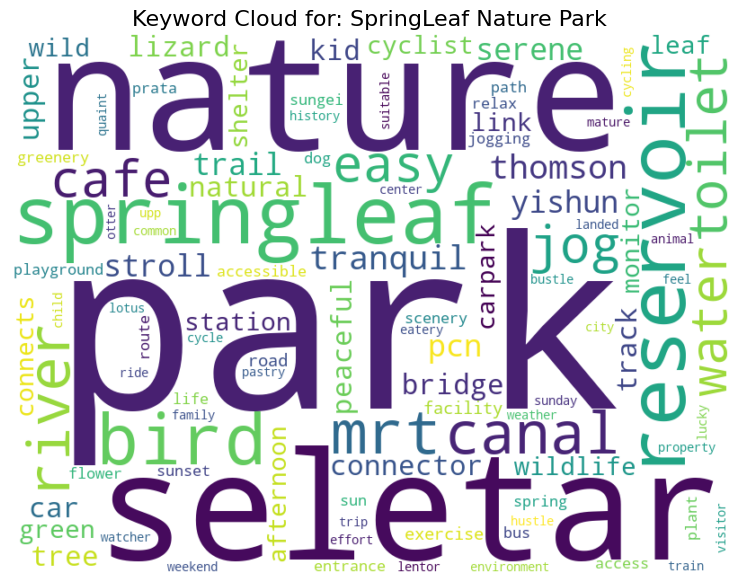 Keyword Cloud for: SpringLeaf Nature Park
wild
lizard
kid
cyclist
serene
leaf
nature
upper
quaint
prata
shelter
sungei
history
suitable
path
relax
link
jogging
mature
cycling
reservoir
toilet
greenery
cafe
trail
natural
dog
easy
center
thomson
yishun
landed
monitor
water
springleaf
otter
upp
common
jog
animal
bustle
feel
playground
stroll
accessible
tranquil
carpark
connects
river
child
park
lotus
route
station
cycle
ride
road
pastry
peaceful
scenery
eatery
pcn
city
track
bridge
life
family
facility
sunday
weather
lucky
property
bird
mrt
canal
flower
sunset
afternoon
connector
wildlife
seletar
car
green
tree
watcher
weekend
sun
trip
effort
entrance
lentor
exercise
spring
hustle
bus
environment
access
plant
train
visitor